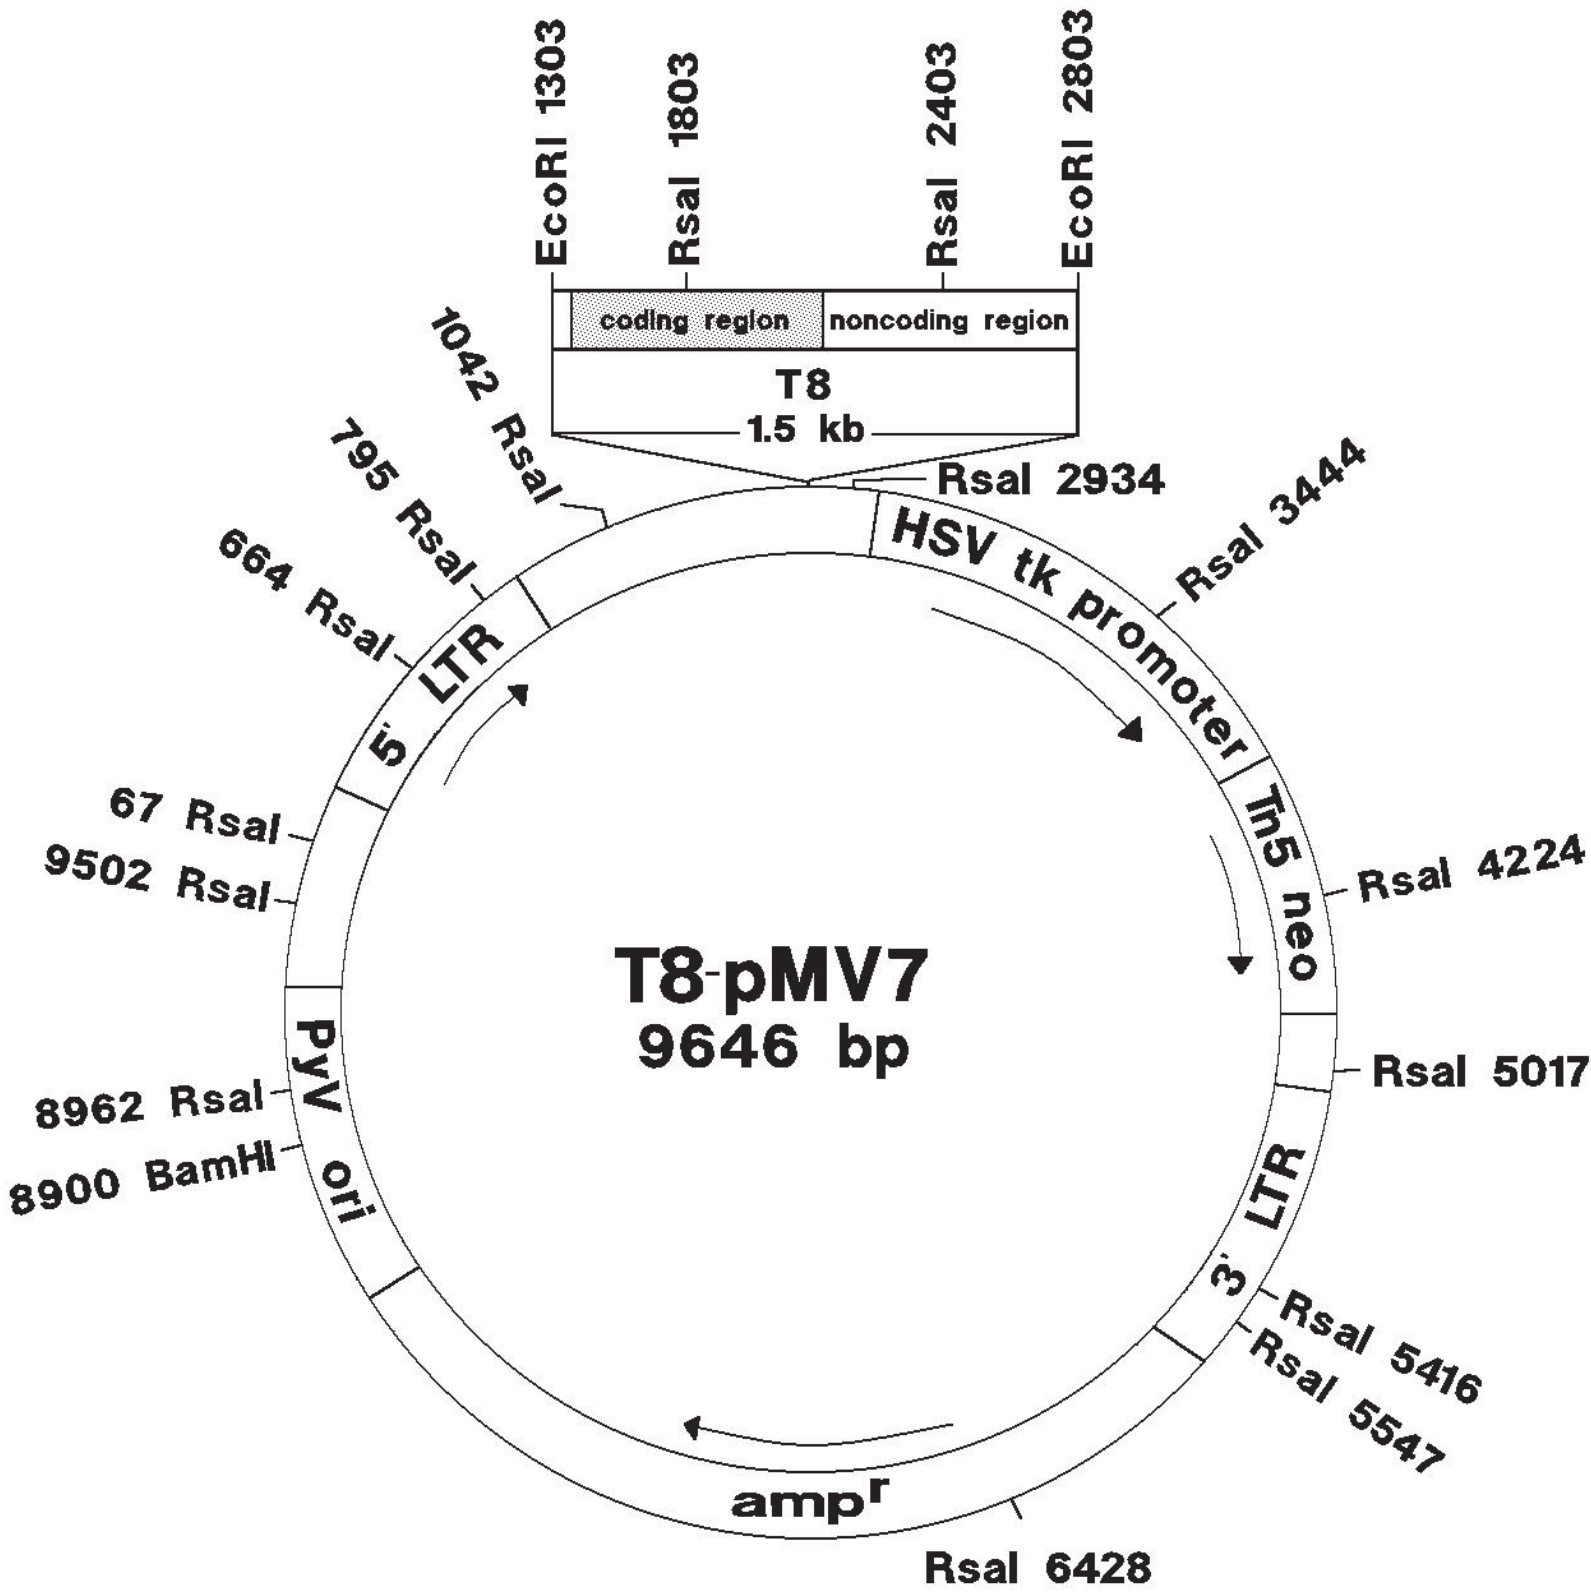 EcoRI 1303
RsaI 1803
RsaI 2403
EcoRI 2803
coding region
noncoding region
T8
1.5 kb
1042 RsaI
795 RsaI
664 RsaI
67 RsaI
9502 RsaI
8962 RsaI
8900 BamHI
RsaI 2934
RsaI 3444
RsaI 4224
RsaI 5017
RsaI 5416
RsaI 5547
RsaI 6428
5' LTR
HSV tk promoter
Tn5 neo
3' LTR
ampʳ
PyV ori
T8-pMV7
9646 bp